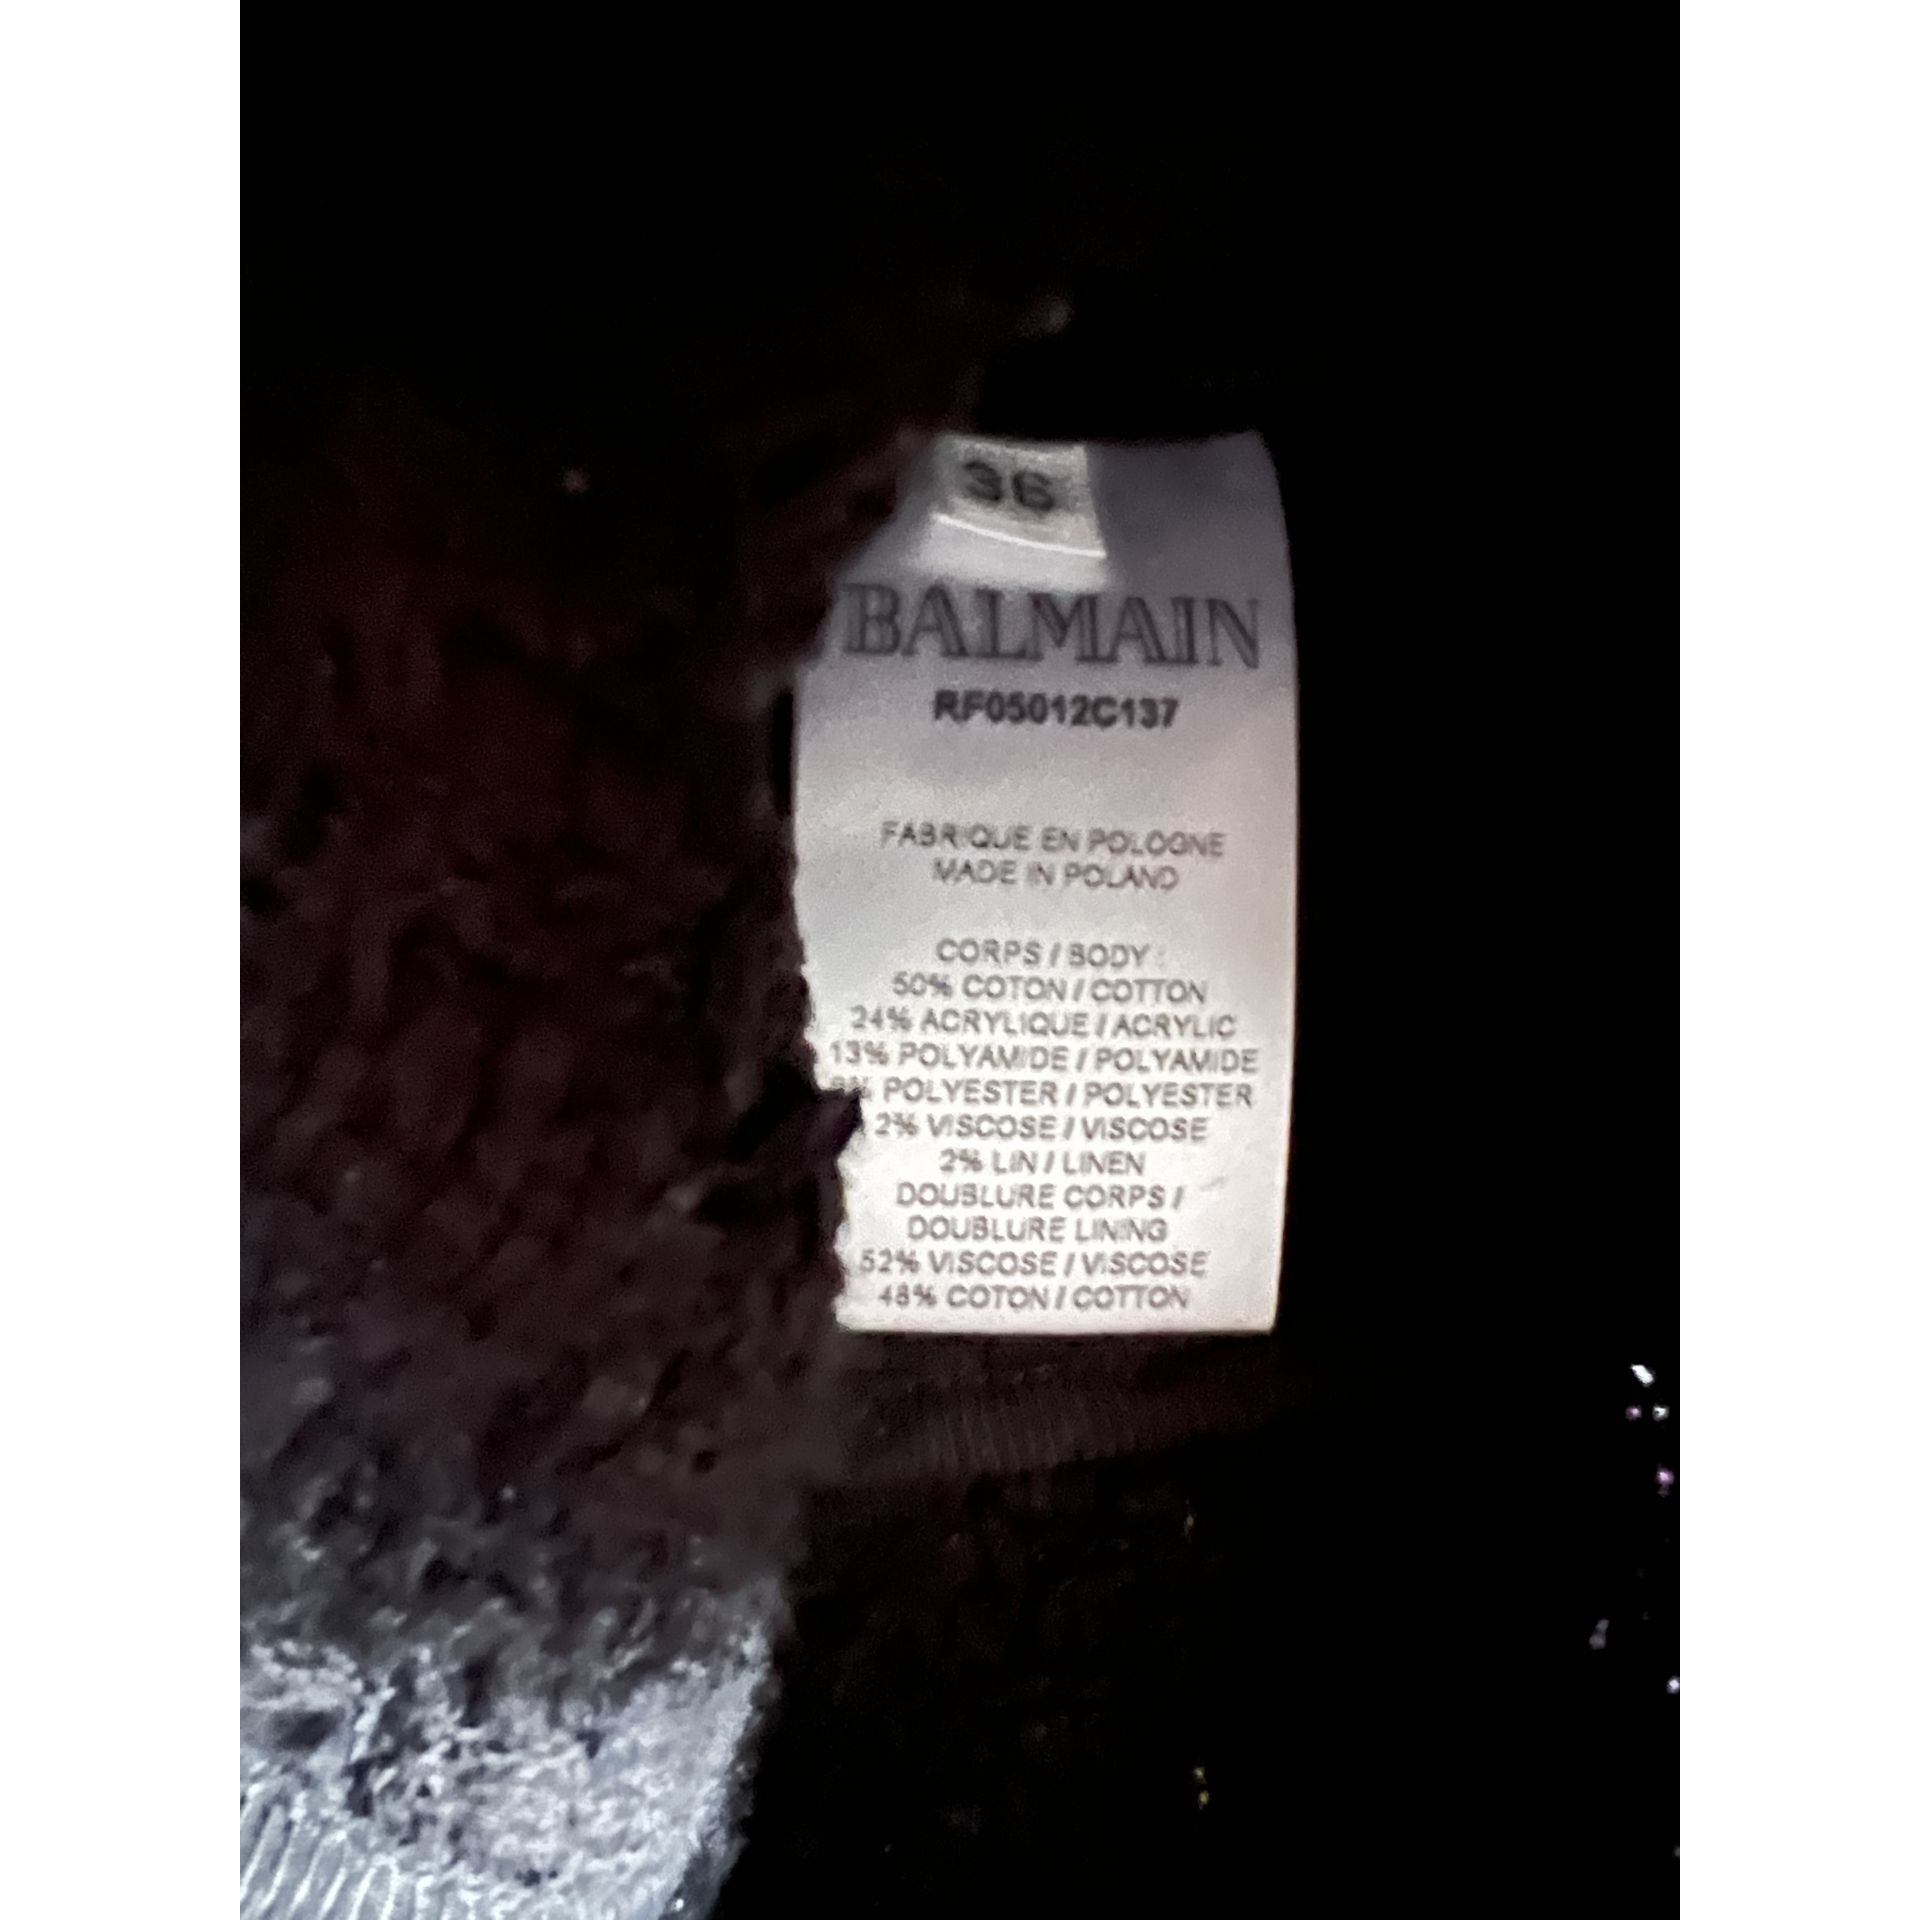 36
BALMAIN
RF05012C137
FABRIQUE EN POLOGNE
MADE IN POLAND
CORPS / BODY :
50% COTON / COTTON
24% ACRYLIQUE / ACRYLIC
13% POLYAMIDE / POLYAMIDE
POLYESTER / POLYESTER
2% VISCOSE / VISCOSE
2% LIN / LINEN
DOUBLURE CORPS /
DOUBLURE LINING
52% VISCOSE / VISCOSE
48% COTON / COTTON